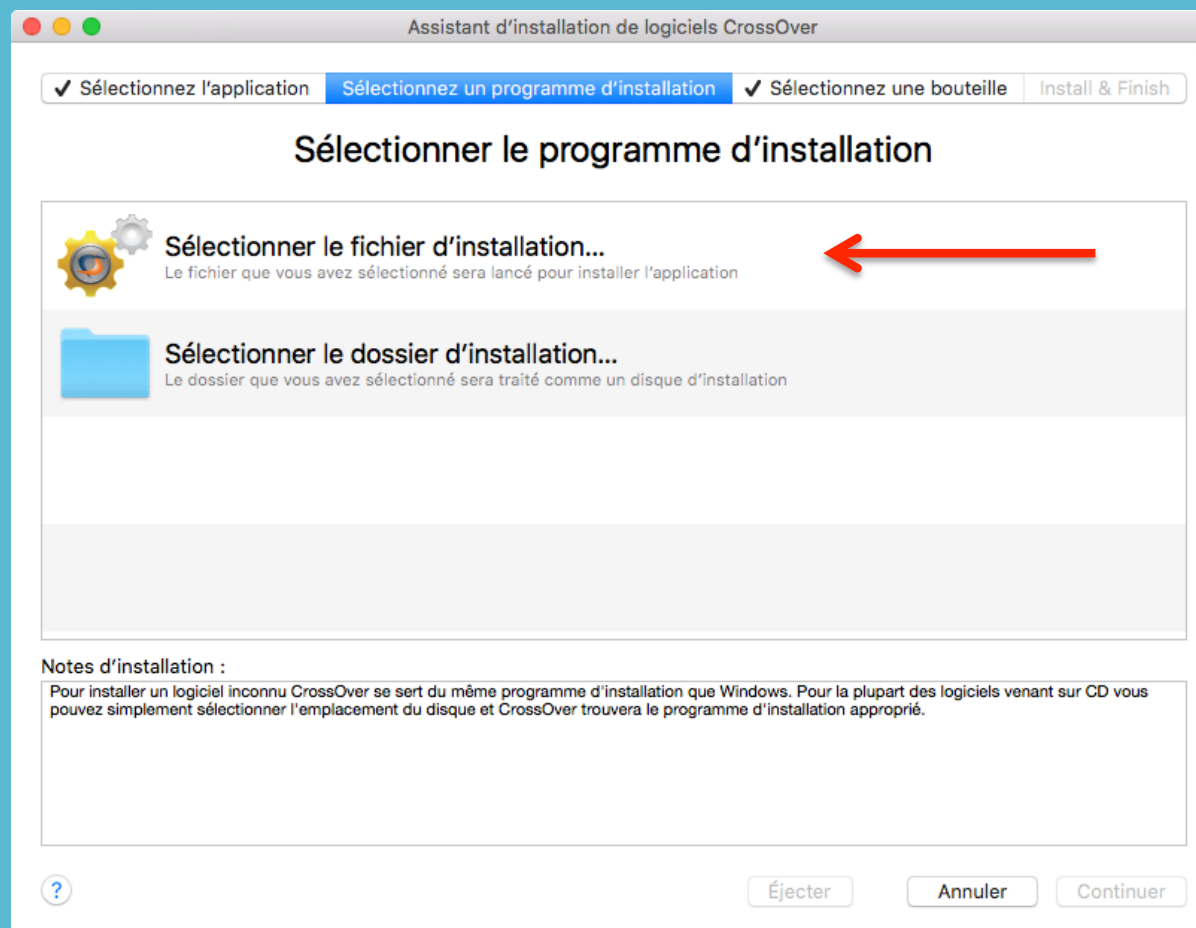 Assistant d'installation de logiciels CrossOver
✓ Sélectionnez l'application Sélectionnez un programme d'installation ✓ Sélectionnez une bouteille Install & Finish
Sélectionner le programme d'installation
Sélectionner le fichier d'installation...
Le fichier que vous avez sélectionné sera lancé pour installer l'application
Sélectionner le dossier d'installation...
Le dossier que vous avez sélectionné sera traité comme un disque d'installation
Notes d'installation :
Pour installer un logiciel inconnu CrossOver se sert du même programme d'installation que Windows. Pour la plupart des logiciels venant sur CD vous
pouvez simplement sélectionner l'emplacement du disque et CrossOver trouvera le programme d'installation approprié.
? Éjecter Annuler Continuer